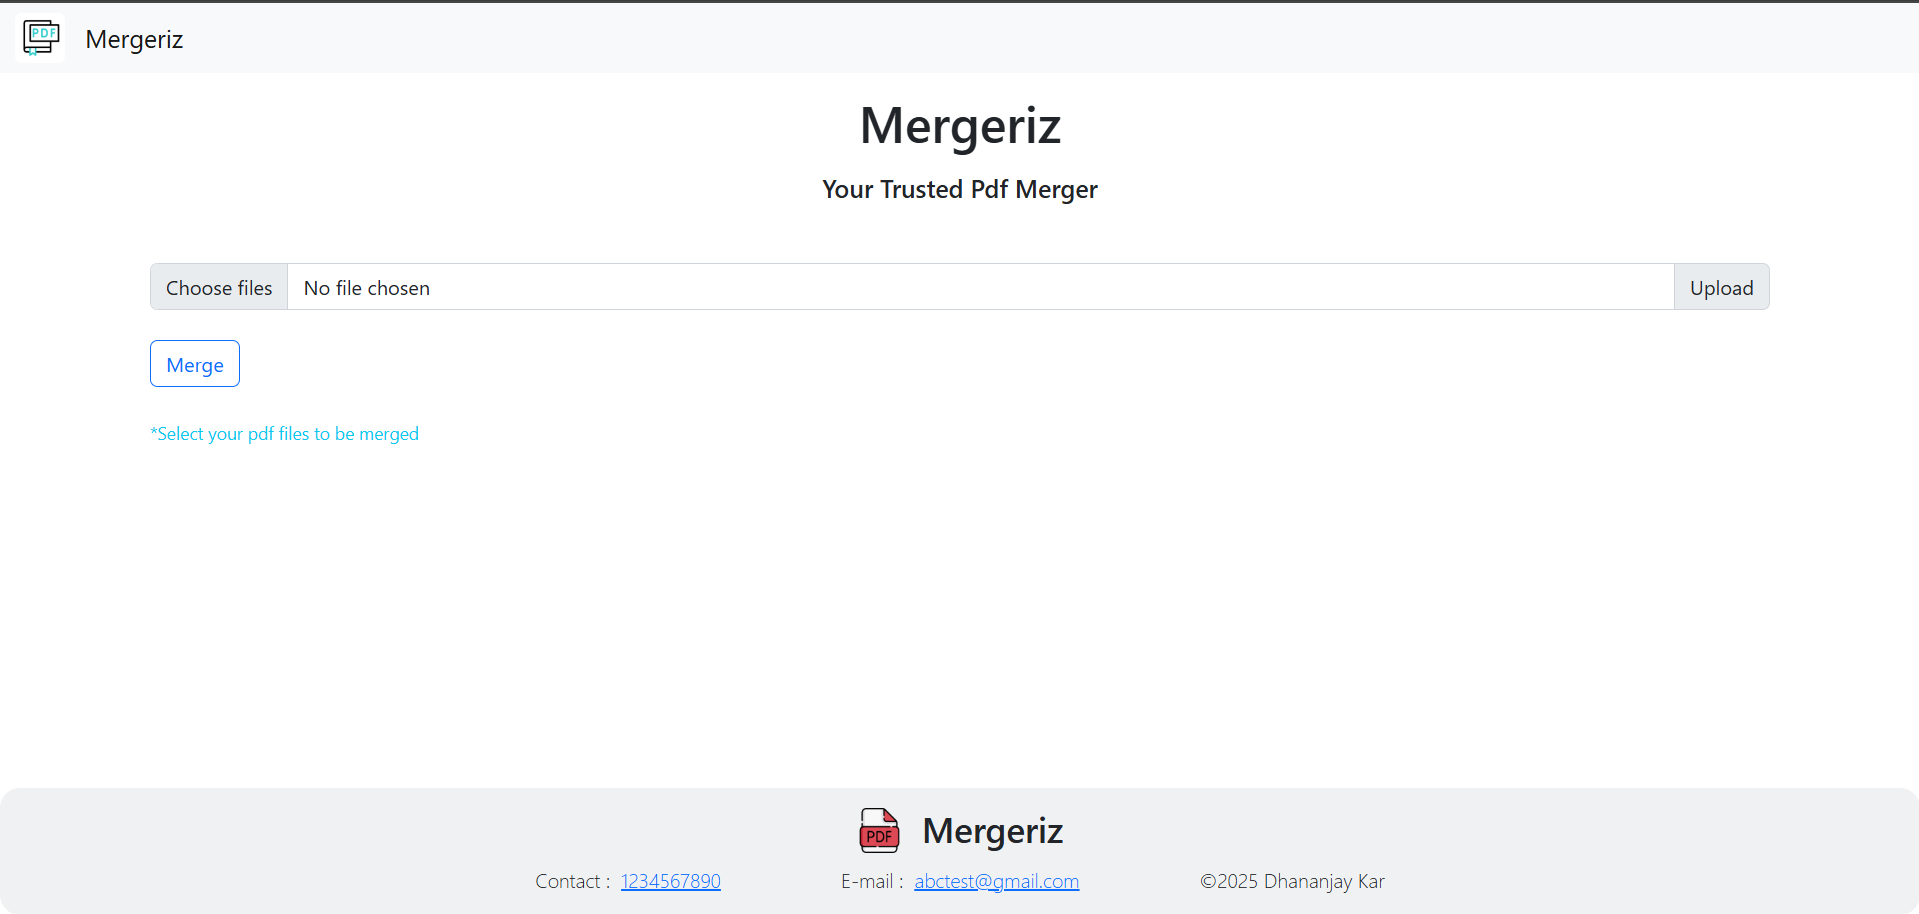 PDF
Mergeriz
Mergeriz
Your Trusted Pdf Merger
Choose files No file chosen Upload
Merge
*Select your pdf files to be merged
PDF
Mergeriz
Contact : 1234567890 E-mail : abctest@gmail.com ©2025 Dhananjay Kar